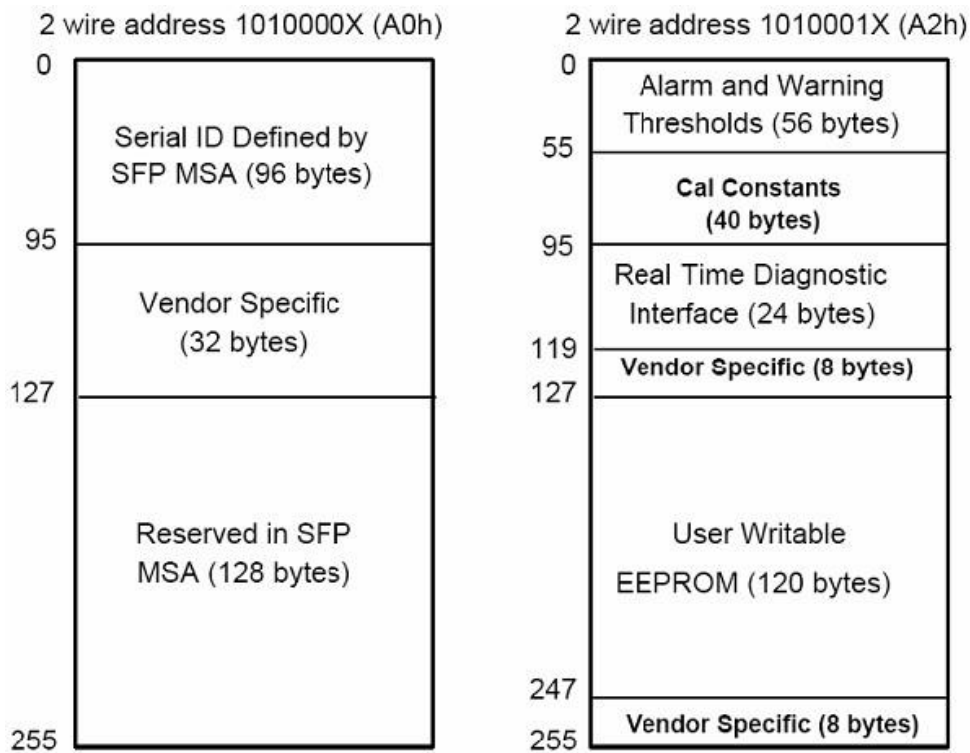 2 wire address 1010000X (A0h)
0
Serial ID Defined by
SFP MSA (96 bytes)
95
Vendor Specific
(32 bytes)
127
Reserved in SFP
MSA (128 bytes)
255
2 wire address 1010001X (A2h)
0
Alarm and Warning
Thresholds (56 bytes)
55
Cal Constants
(40 bytes)
95
Real Time Diagnostic
Interface (24 bytes)
119
Vendor Specific (8 bytes)
127
User Writable
EEPROM (120 bytes)
247
Vendor Specific (8 bytes)
255